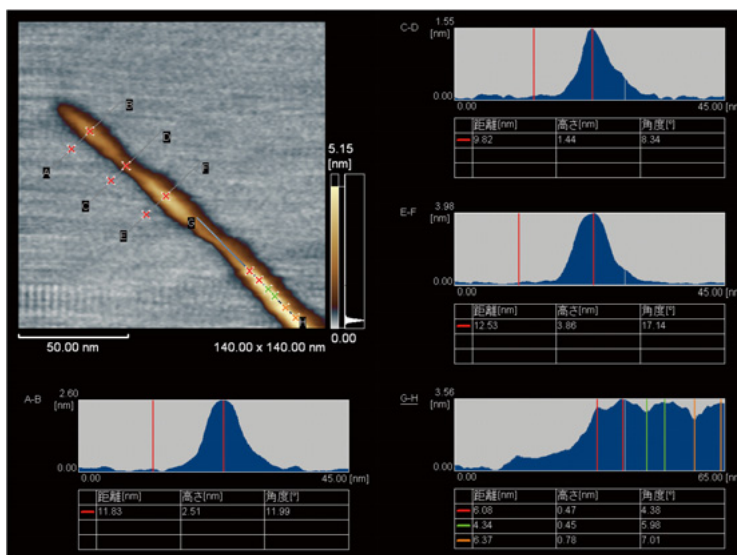 5.15
[nm]
0.00
50.00 nm
140.00 x 140.00 nm
C-D
1.55
[nm]
0.00
0.00
45.00 [nm]
距離[nm] 高さ[nm] 角度[°]
9.82 1.44 8.34
E-F
3.98
[nm]
0.00
0.00
45.00 [nm]
距離[nm] 高さ[nm] 角度[°]
12.53 3.86 17.14
A-B
2.60
[nm]
0.00
0.00
45.00 [nm]
距離[nm] 高さ[nm] 角度[°]
11.83 2.51 11.99
G-H
3.56
[nm]
0.00
0.00
65.00 [nm]
距離[nm] 高さ[nm] 角度[°]
6.08 0.47 4.38
4.34 0.45 5.98
6.37 0.78 7.01